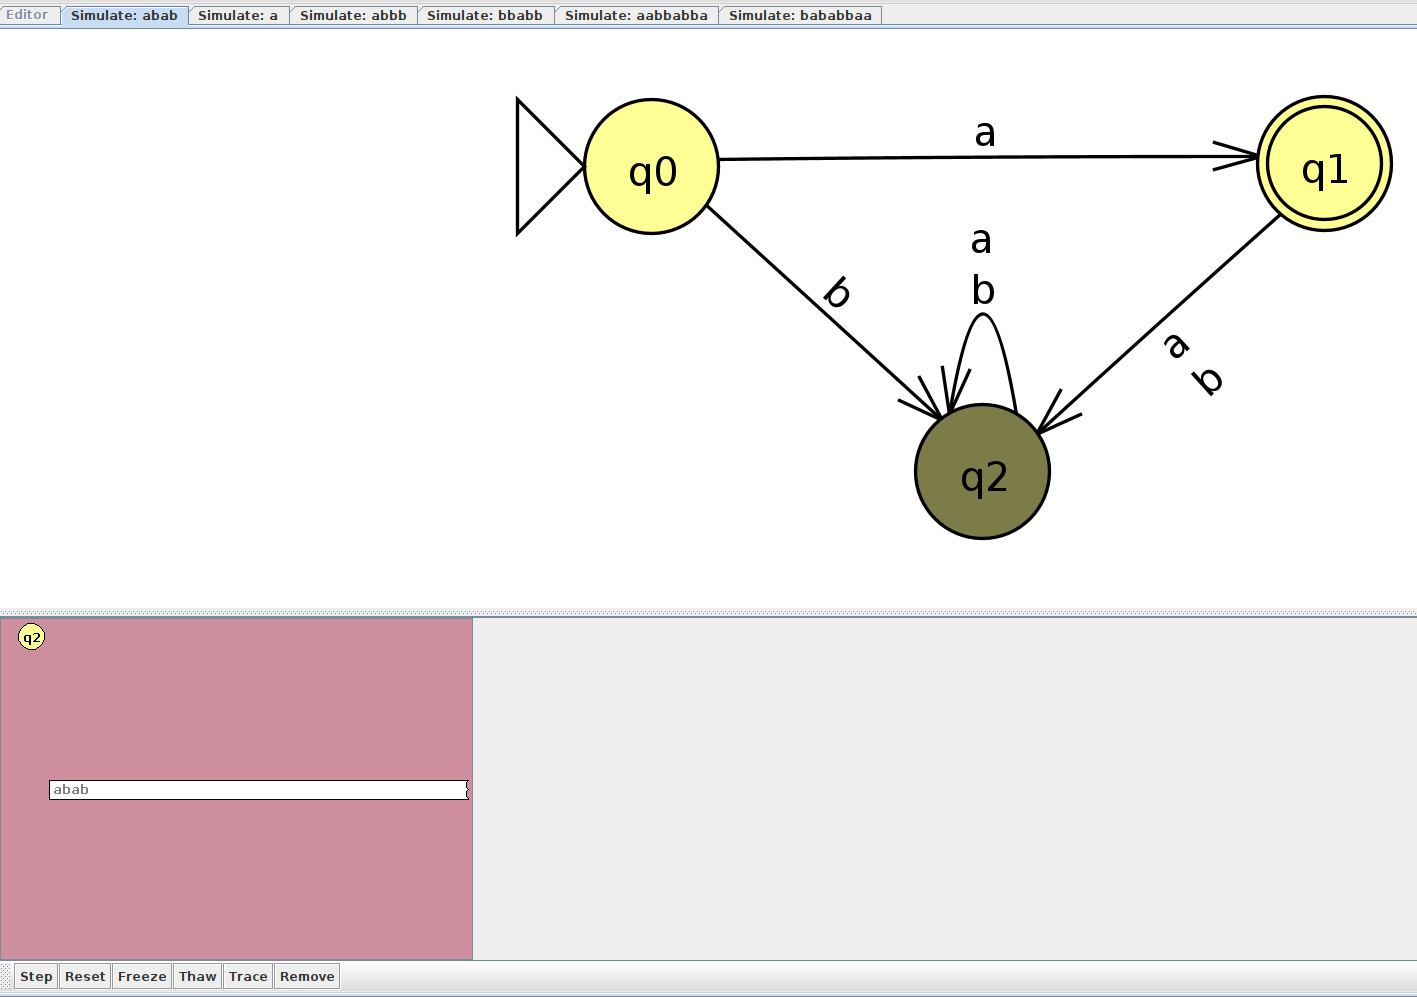 Editor
Simulate: abab
Simulate: a
Simulate: abbb
Simulate: bbabb
Simulate: aabbabba
Simulate: bababbaa
a
q0
q1
a
b
b
a
b
q2
q2
abab
Step
Reset
Freeze
Thaw
Trace
Remove